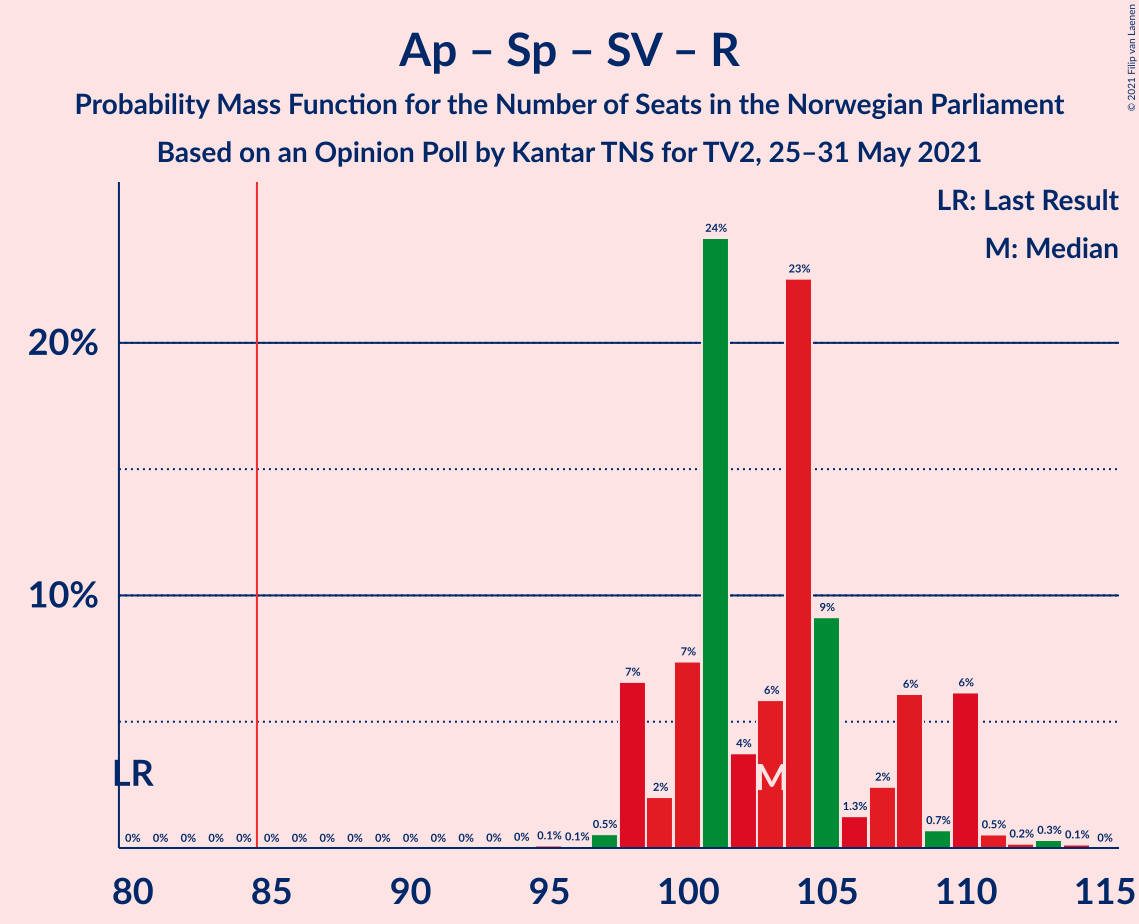 Ap – Sp – SV – R
Probability Mass Function for the Number of Seats in the Norwegian Parliament
Based on an Opinion Poll by Kantar TNS for TV2, 25–31 May 2021
© 2021 Filip van Laenen
LR: Last Result
M: Median
20%
10%
LR
M
0% 0% 0% 0% 0% 0% 0% 0% 0% 0% 0% 0% 0% 0% 0% 0.1% 0.1% 0.5% 7% 2% 7% 24% 4% 6% 23% 9% 1.3% 2% 6% 0.7% 6% 0.5% 0.2% 0.3% 0.1% 0%
80 85 90 95 100 105 110 115